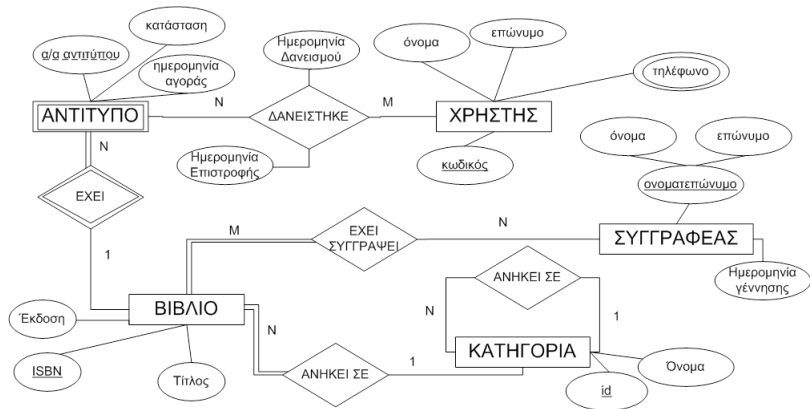 κατάσταση
α/α αντιτύπου
ημερομηνία
αγοράς
Ημερομηνία
Δανεισμού
όνομα
επώνυμο
τηλέφωνο
ΑΝΤΙΤΥΠΟ
N
ΔΑΝΕΙΣΤΗΚΕ
M
ΧΡΗΣΤΗΣ
N
Ημερομηνία
Επιστροφής
κωδικός
όνομα
επώνυμο
ονοματεπώνυμο
ΕΧΕΙ
1
M
ΕΧΕΙ
ΣΥΓΓΡΑΨΕΙ
N
ΣΥΓΓΡΑΦΕΑΣ
Ημερομηνία
γέννησης
ΑΝΗΚΕΙ ΣΕ
N
1
Έκδοση
ΒΙΒΛΙΟ
N
ISBN
Τίτλος
ΑΝΗΚΕΙ ΣΕ
1
ΚΑΤΗΓΟΡΙΑ
Όνομα
id